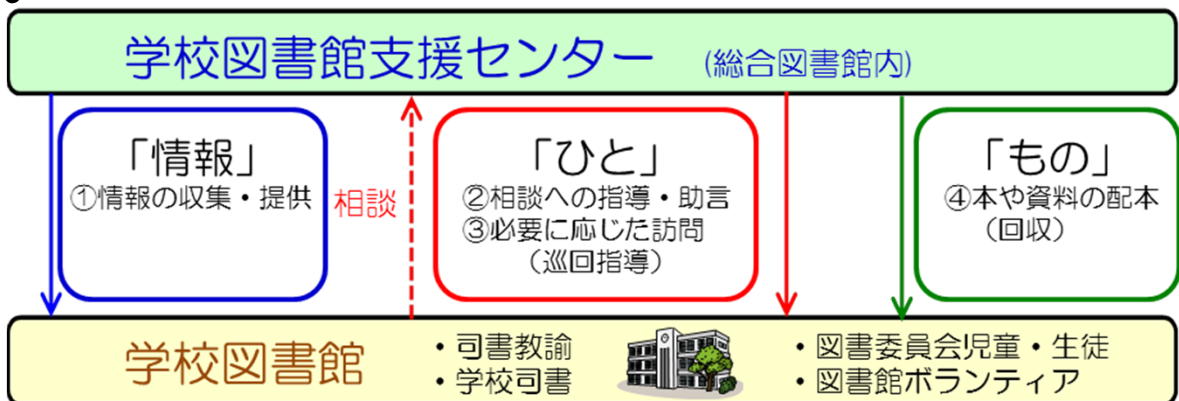 学校図書館支援センター (総合図書館内)
「情報」
①情報の収集・提供
相談
「ひと」
②相談への指導・助言
③必要に応じた訪問
（巡回指導）
「もの」
④本や資料の配本
（回収）
学校図書館
・司書教諭
・学校司書
・図書委員会児童・生徒
・図書館ボランティア